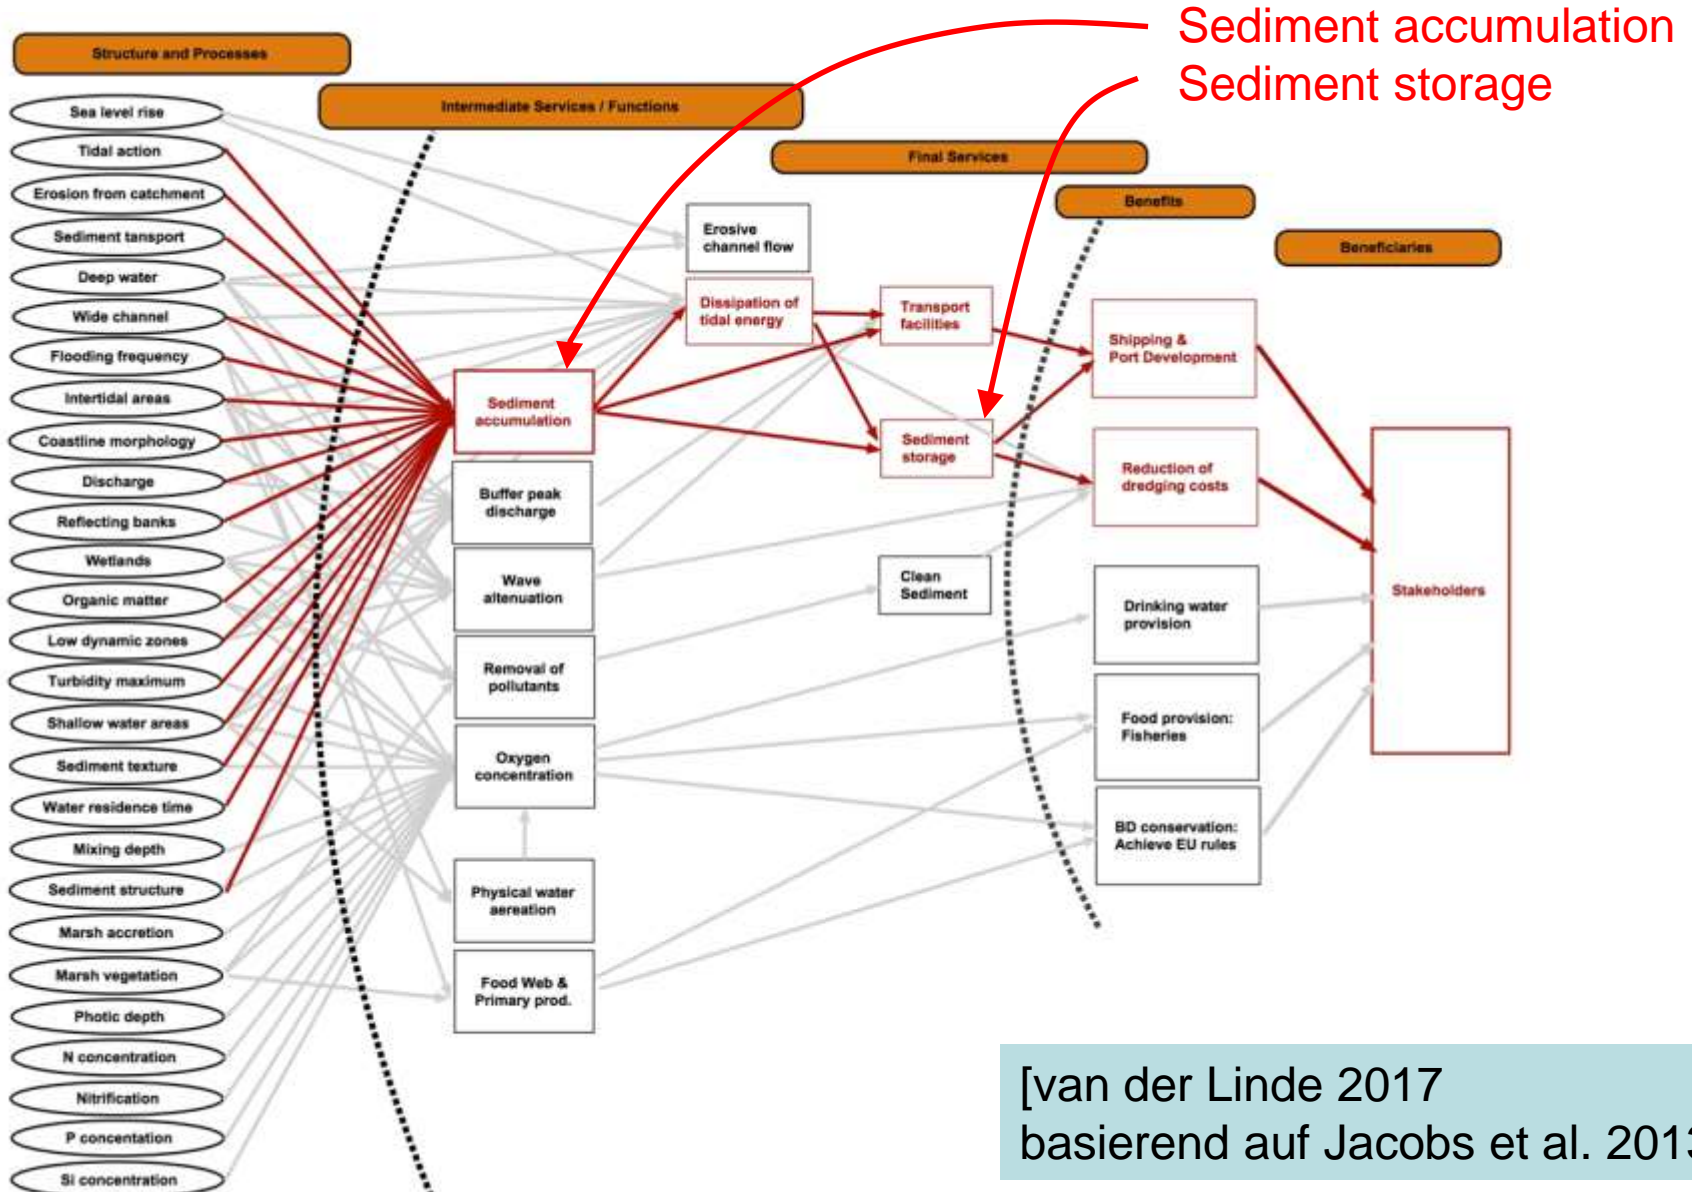 Sediment accumulation
Sediment storage
Structure and Processes
Intermediate Services / Functions
Final Services
Benefits
Beneficiaries
Sea level rise
Tidal action
Erosion from catchment
Sediment tansport
Deep water
Wide channel
Flooding frequency
Intertidal areas
Coastline morphology
Discharge
Reflecting banks
Wetlands
Organic matter
Low dynamic zones
Turbidity maximum
Shallow water areas
Sediment texture
Water residence time
Mixing depth
Sediment structure
Marsh accretion
Marsh vegetation
Photic depth
N concentration
Nitrification
P concentation
Si concentration
Sediment
accumulation
Buffer peak
discharge
Wave
altenuation
Removal of
pollutants
Oxygen
concentration
Physical water
aereation
Food Web &
Primary prod.
Erosive
channel flow
Dissipation of
tidal energy
Transport
facilities
Sediment
storage
Clean
Sediment
Shipping &
Port Development
Reduction of
dredging costs
Drinking water
provision
Food provision:
Fisheries
BD conservation:
Achieve EU rules
Stakeholders
[van der Linde 2017
basierend auf Jacobs et al. 2013